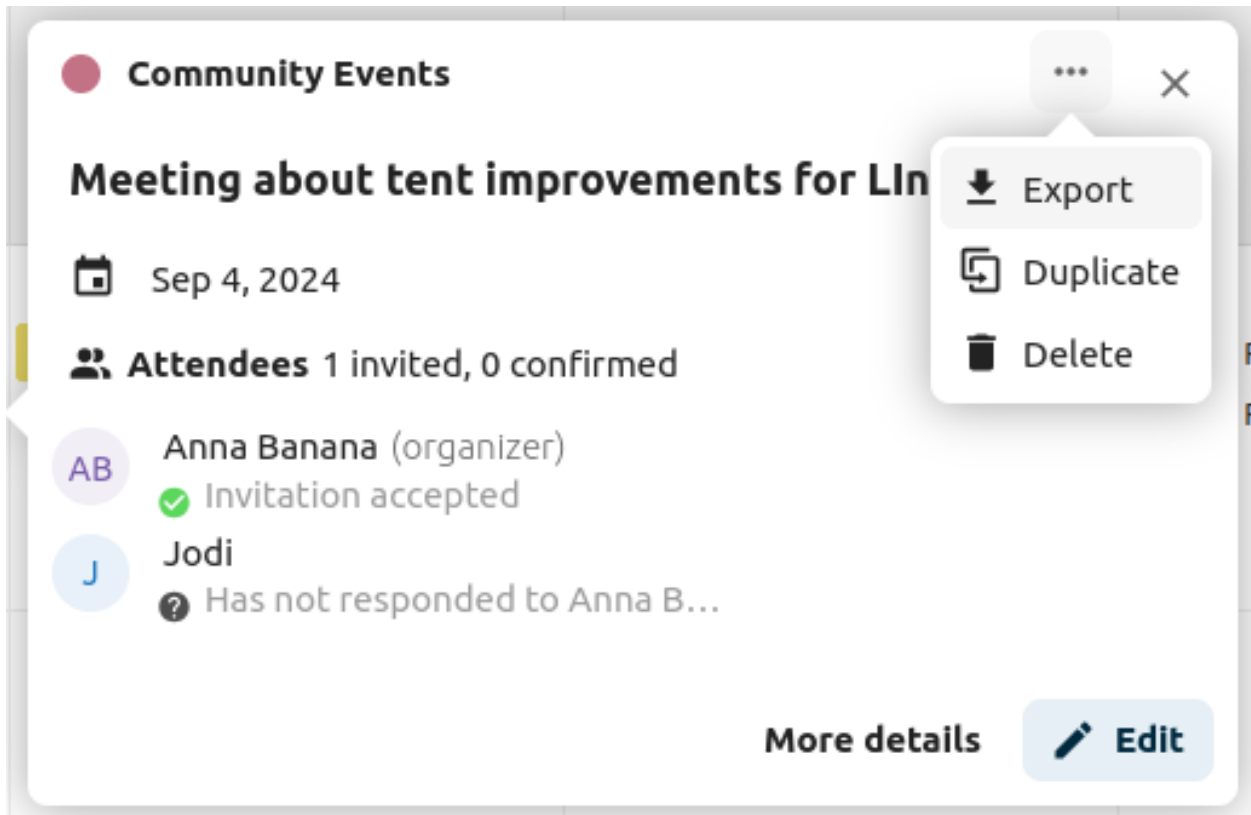 Community Events
Meeting about tent improvements for LIn
Export
Sep 4, 2024
Duplicate
Attendees 1 invited, 0 confirmed
Delete
AB
Anna Banana (organizer)
Invitation accepted
J
Jodi
Has not responded to Anna B...
More details
Edit